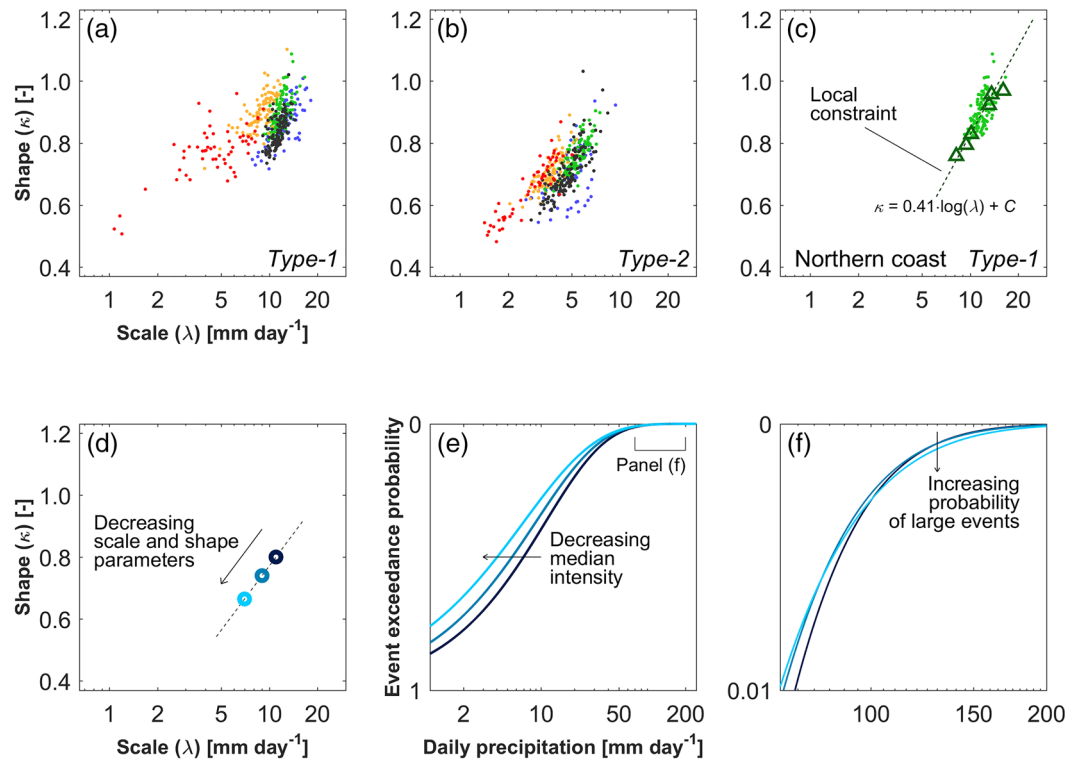 (a)
1.2
1.0
0.8
0.6
0.4
Shape (κ) [-]
Type-1
1 2 5 10 20
Scale (λ) [mm day-1]
(b)
1.2
1.0
0.8
0.6
0.4
Type-2
1 2 5 10 20
(c)
1.2
1.0
0.8
0.6
0.4
Local
constraint
κ = 0.41·log(λ) + C
Northern coast Type-1
1 2 5 10 20
(d)
1.2
1.0
0.8
0.6
0.4
Shape (κ) [-]
Decreasing
scale and shape
parameters
1 2 5 10 20
Scale (λ) [mm day-1]
(e)
0
1
Event exceedance probability
Panel (f)
Decreasing
median
intensity
2 10 50 200
Daily precipitation [mm day-1]
(f)
0
0.01
Increasing
probability
of large events
100 150 200